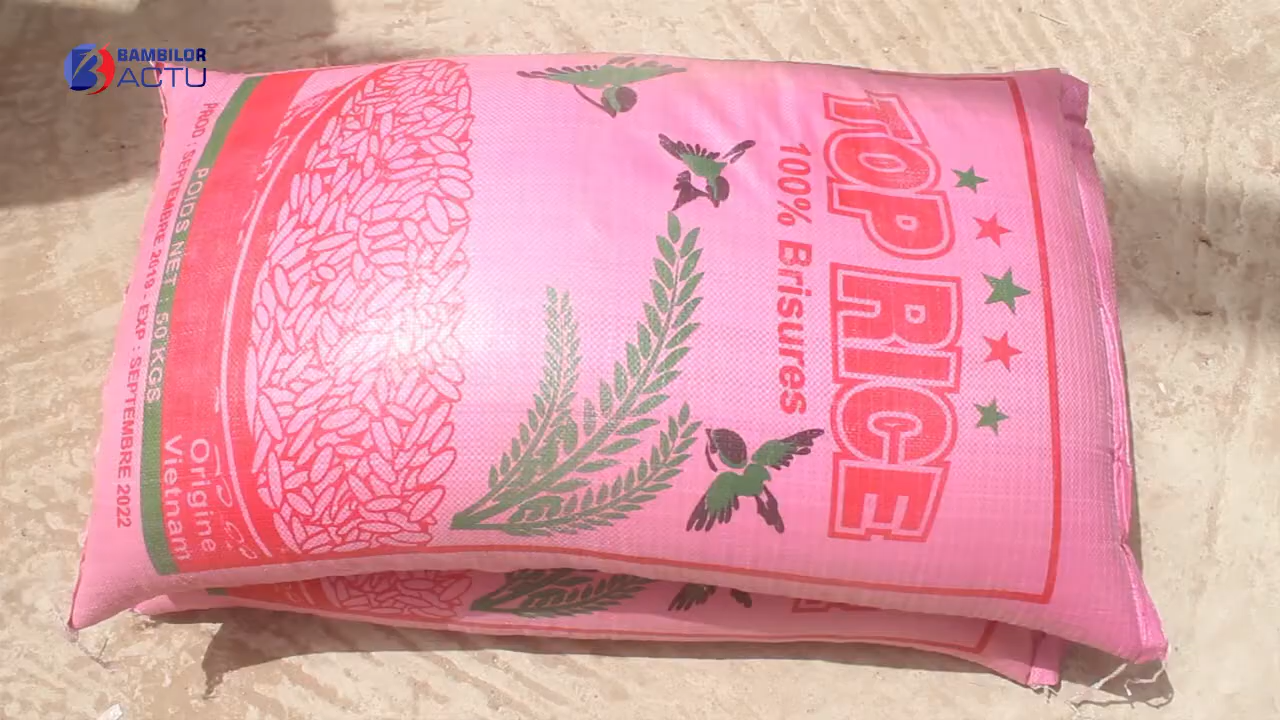 BAMBILOR
ACTU
TOP RICE
100% Brisures
Origine
Vietnam
POIDS NET : 50 KGS
PROD : SEPTEMBRE 2019 - EXP : SEPTEMBRE 2022